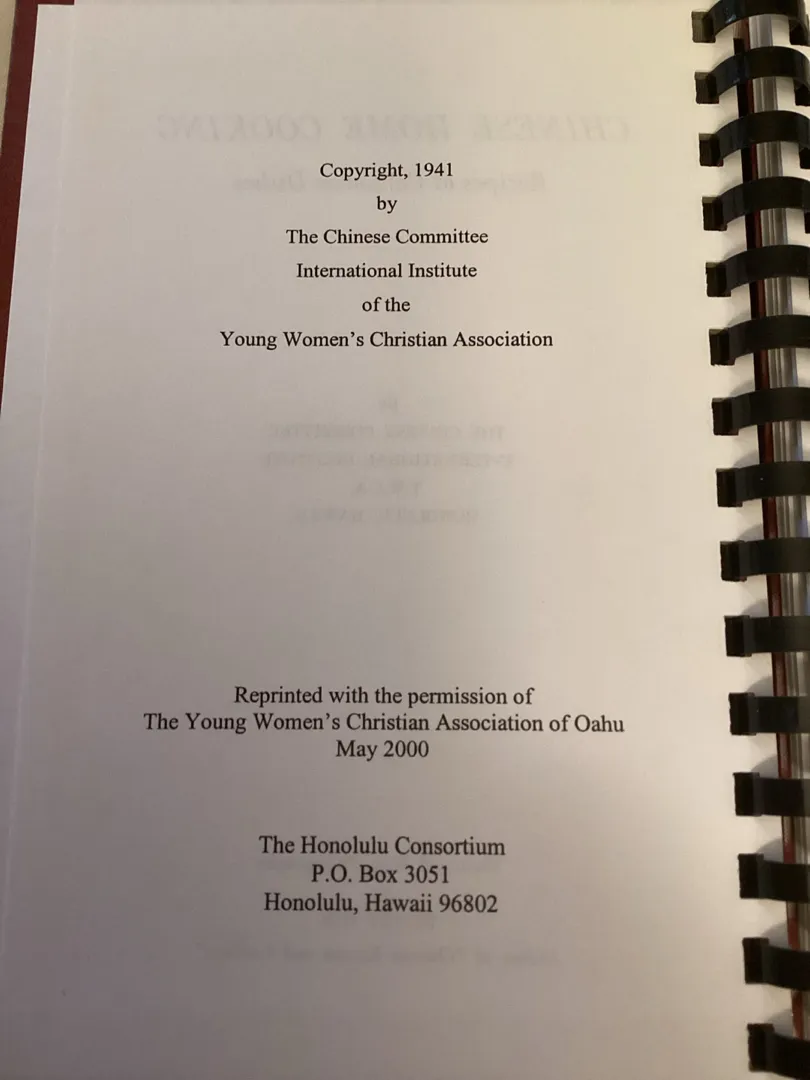 Copyright, 1941
by
The Chinese Committee
International Institute
of the
Young Women's Christian Association
Reprinted with the permission of
The Young Women's Christian Association of Oahu
May 2000
The Honolulu Consortium
P.O. Box 3051
Honolulu, Hawaii 96802